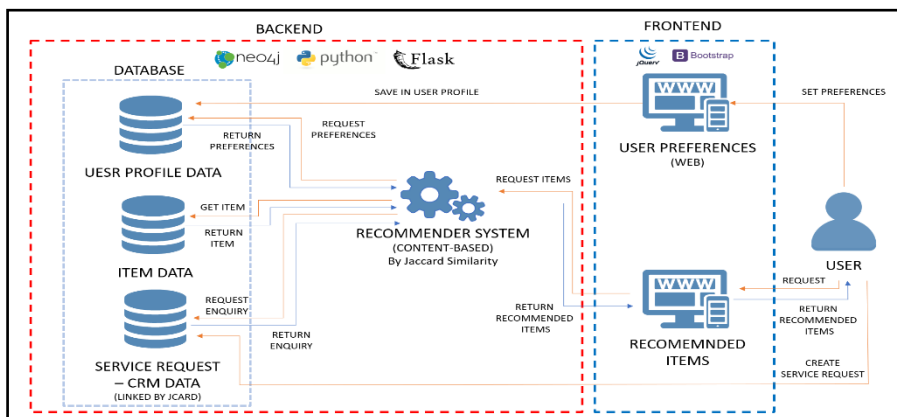 BACKEND
FRONTEND
neo4j
python
Flask
jQuery
B Bootstrap
DATABASE
WWW
SAVE IN USER PROFILE
SET PREFERENCES
REQUEST
PREFERENCES
RETURN
PREFERENCES
USER PREFERENCES
(WEB)
UESR PROFILE DATA
REQUEST ITEMS
GET ITEM
RETURN
ITEM
RECOMMENDER SYSTEM
(CONTENT-BASED)
By Jaccard Similarity
ITEM DATA
USER
REQUEST
WWW
REQUEST
ENQUIRY
RETURN
RECOMMENDED
ITEMS
RETURN
RECOMMENDED
ITEMS
RETURN
ENQUIRY
RECOMEMNDED
ITEMS
SERVICE REQUEST
– CRM DATA
(LINKED BY JCARD)
CREATE
SERVICE REQUEST